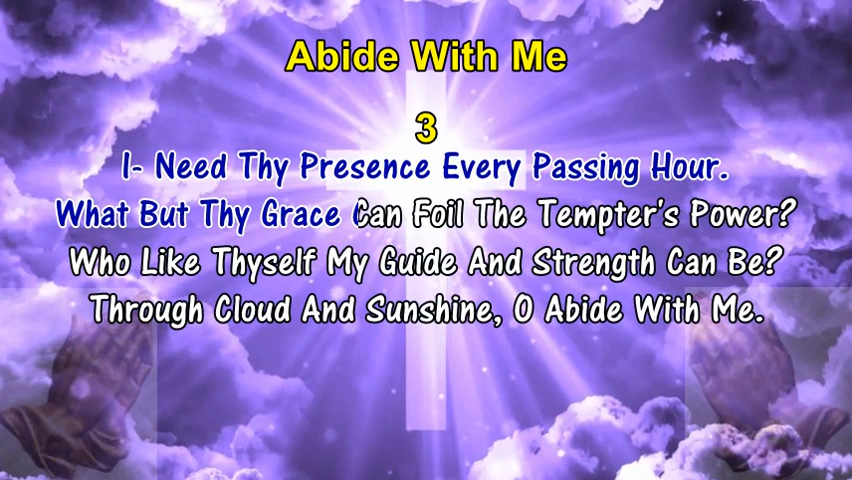 Abide With Me
3
I- Need Thy Presence Every Passing Hour.
What But Thy Grace Can Foil The Tempter's Power?
Who Like Thyself My Guide And Strength Can Be?
Through Cloud And Sunshine, O Abide With Me.